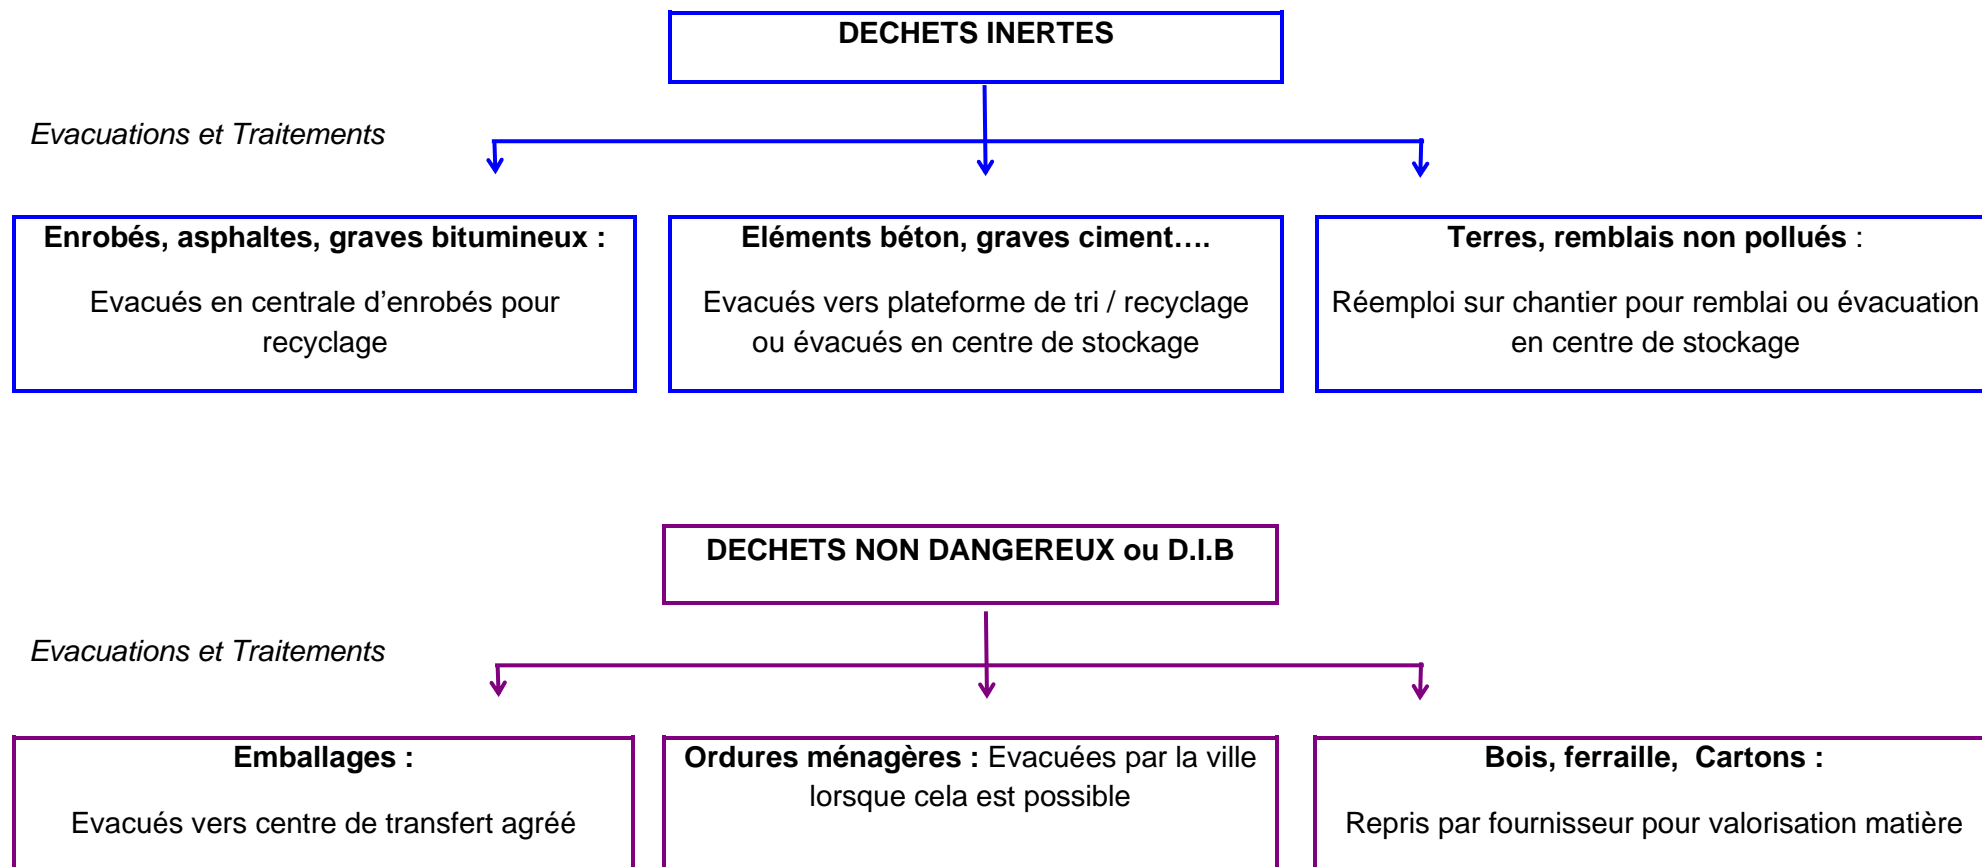 DECHETS INERTES
Evacuations et Traitements
Enrobés, asphaltes, graves bitumineux :
Evacués en centrale d’enrobés pour
recyclage
Eléments béton, graves ciment….
Evacués vers plateforme de tri / recyclage
ou évacués en centre de stockage
Terres, remblais non pollués :
Réemploi sur chantier pour remblai ou évacuation
en centre de stockage
DECHETS NON DANGEREUX ou D.I.B
Evacuations et Traitements
Emballages :
Evacués vers centre de transfert agréé
Ordures ménagères : Evacuées par la ville
lorsque cela est possible
Bois, ferraille, Cartons :
Repris par fournisseur pour valorisation matière